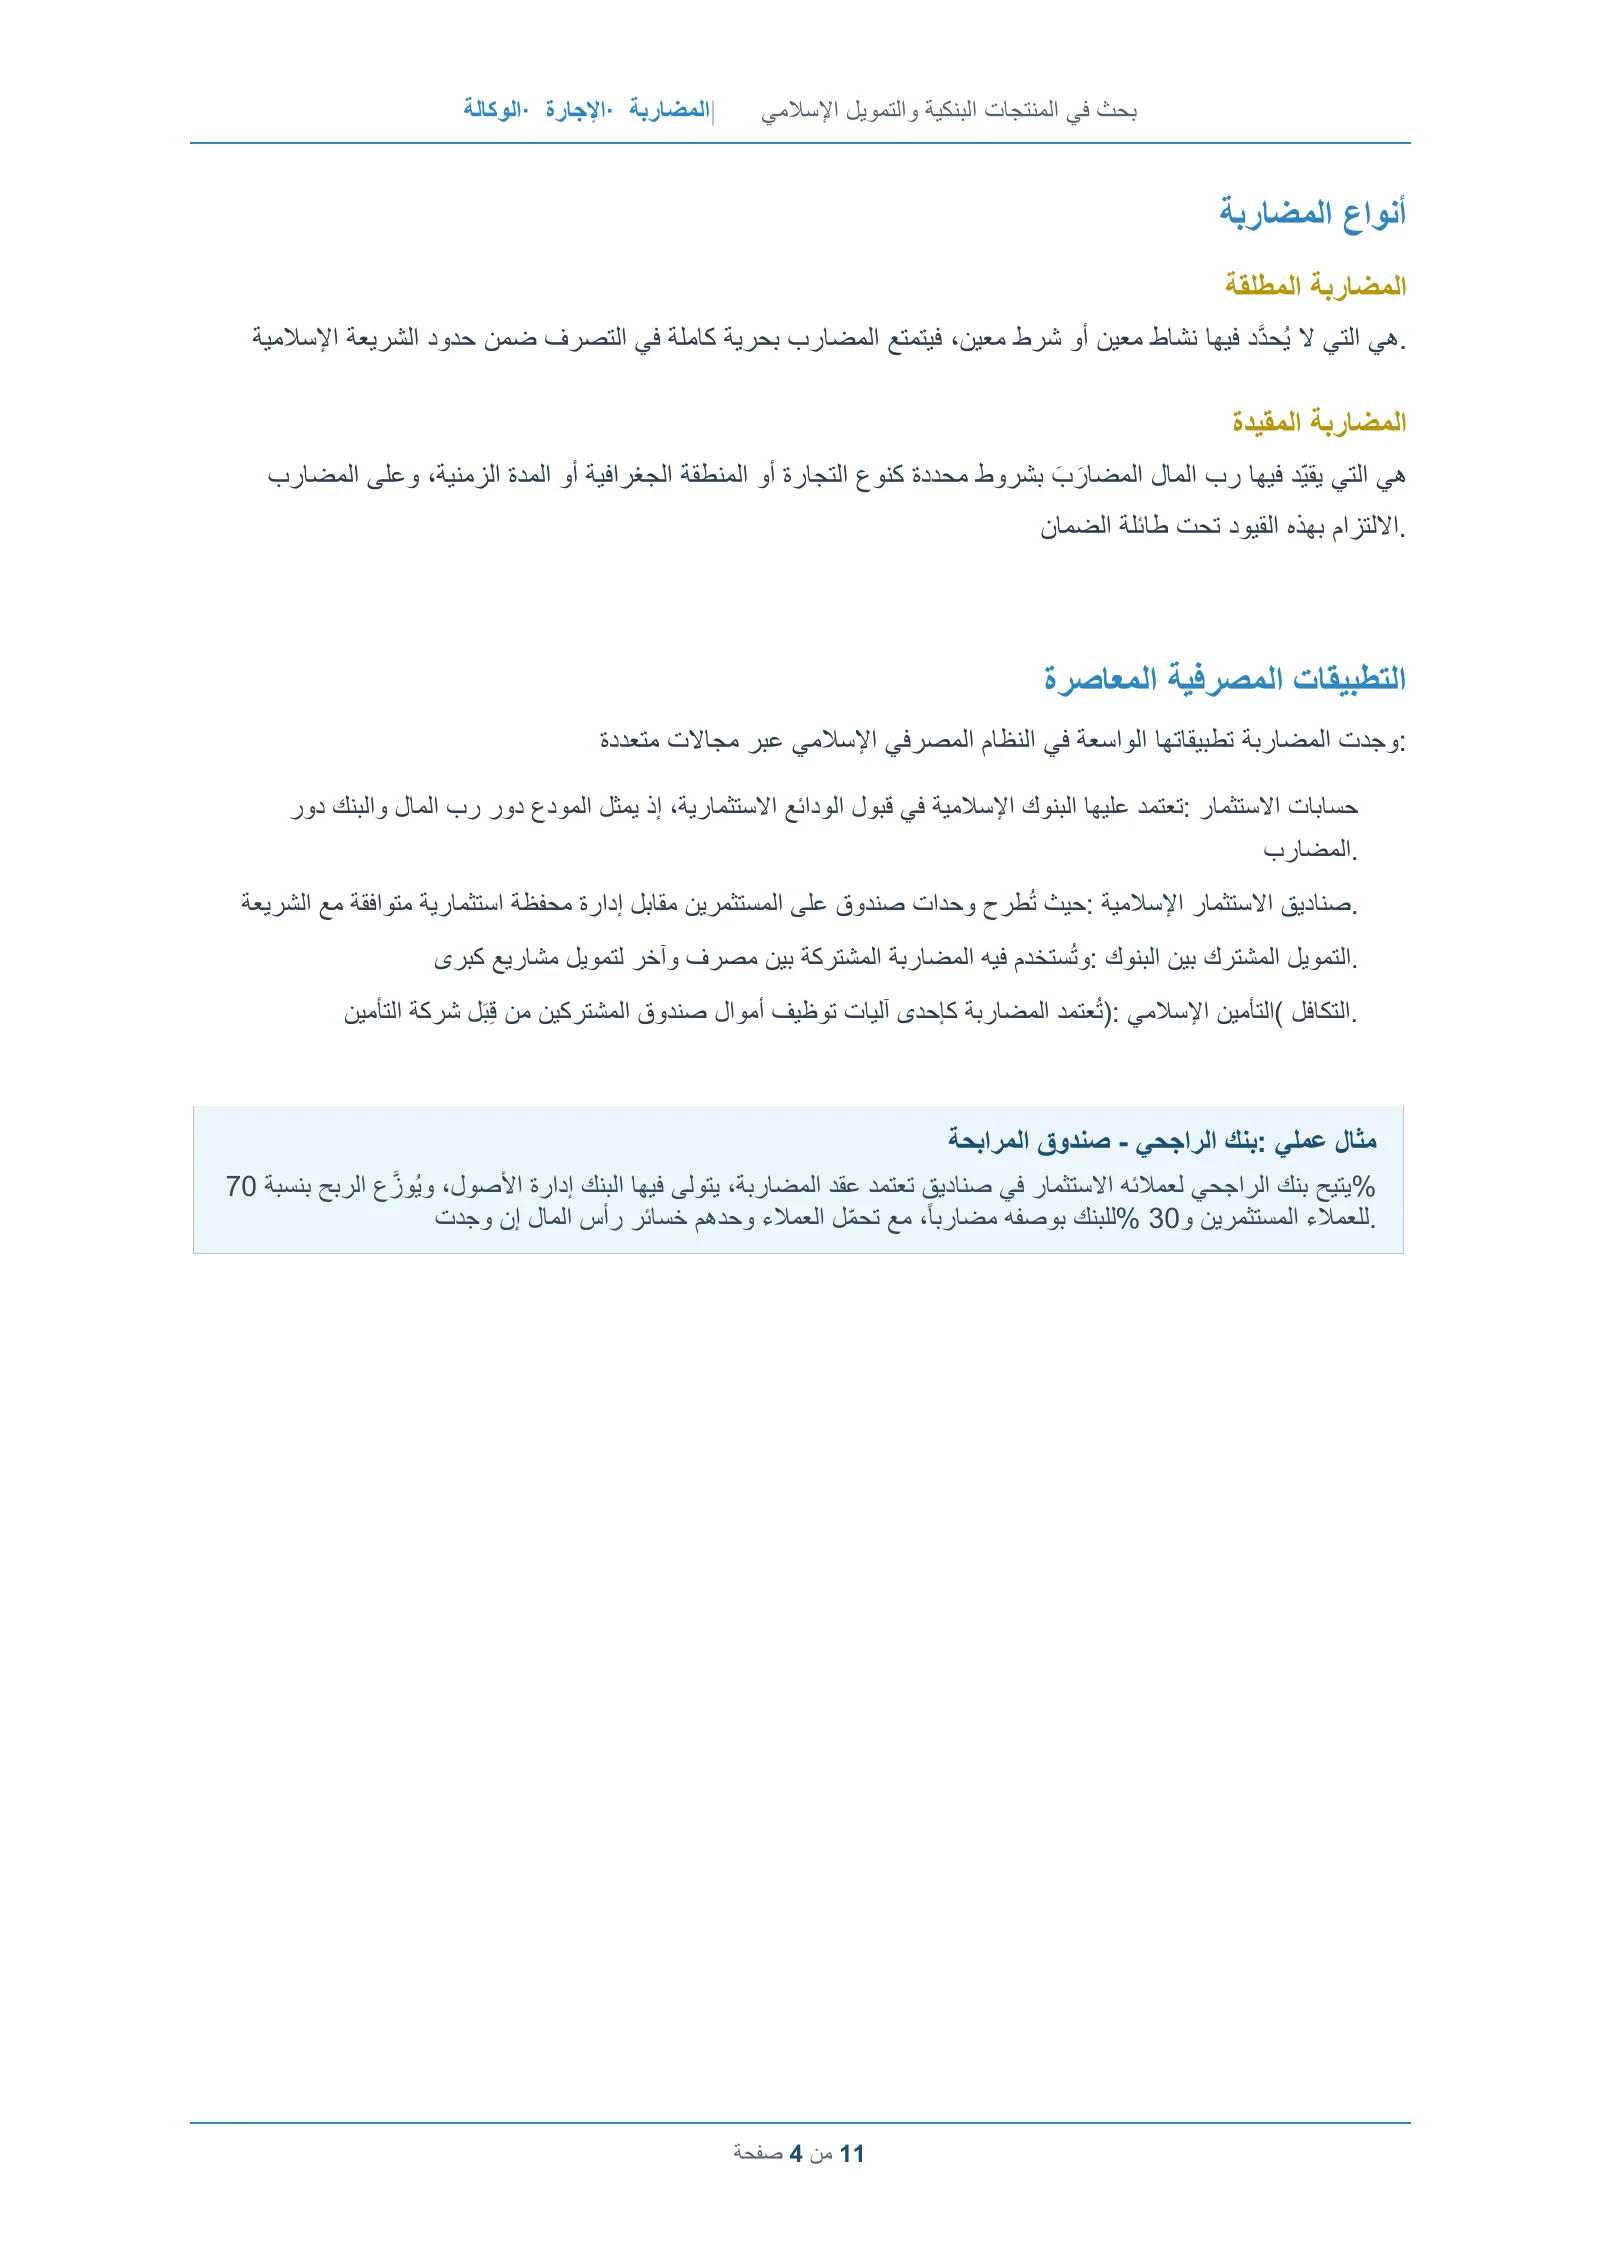 بحث في المنتجات البنكية والتمويل الإسلامي | المضاربة · الإجارة · الوكالة
أنواع المضاربة
المضاربة المطلقة
هي التي لا يُحدَّد فيها نشاط معين أو شرط معين، فيتمتع المضارب بحرية كاملة في التصرف ضمن حدود الشريعة الإسلامية.
المضاربة المقيدة
هي التي يقيّد فيها رب المال المضارَبَ بشروط محددة كنوع التجارة أو المنطقة الجغرافية أو المدة الزمنية، وعلى المضارب
الالتزام بهذه القيود تحت طائلة الضمان.
التطبيقات المصرفية المعاصرة
وجدت المضاربة تطبيقاتها الواسعة في النظام المصرفي الإسلامي عبر مجالات متعددة:
حسابات الاستثمار: تعتمد عليها البنوك الإسلامية في قبول الودائع الاستثمارية، إذ يمثل المودع دور رب المال والبنك دور
المضارب.
صناديق الاستثمار الإسلامية: حيث تُطرح وحدات صندوق على المستثمرين مقابل إدارة محفظة استثمارية متوافقة مع الشريعة.
التمويل المشترك بين البنوك: وتُستخدم فيه المضاربة المشتركة بين مصرف وآخر لتمويل مشاريع كبرى.
التكافل (التأمين الإسلامي): تُعتمد المضاربة كإحدى آليات توظيف أموال صندوق المشتركين من قِبَل شركة التأمين.
مثال عملي: بنك الراجحي - صندوق المرابحة
يتيح بنك الراجحي لعملائه الاستثمار في صناديق تعتمد عقد المضاربة، يتولى فيها البنك إدارة الأصول، ويُوزَّع الربح بنسبة 70%
للعملاء المستثمرين و30% للبنك بوصفه مضارباً، مع تحمّل العملاء وحدهم خسائر رأس المال إن وجدت.
صفحة 4 من 11